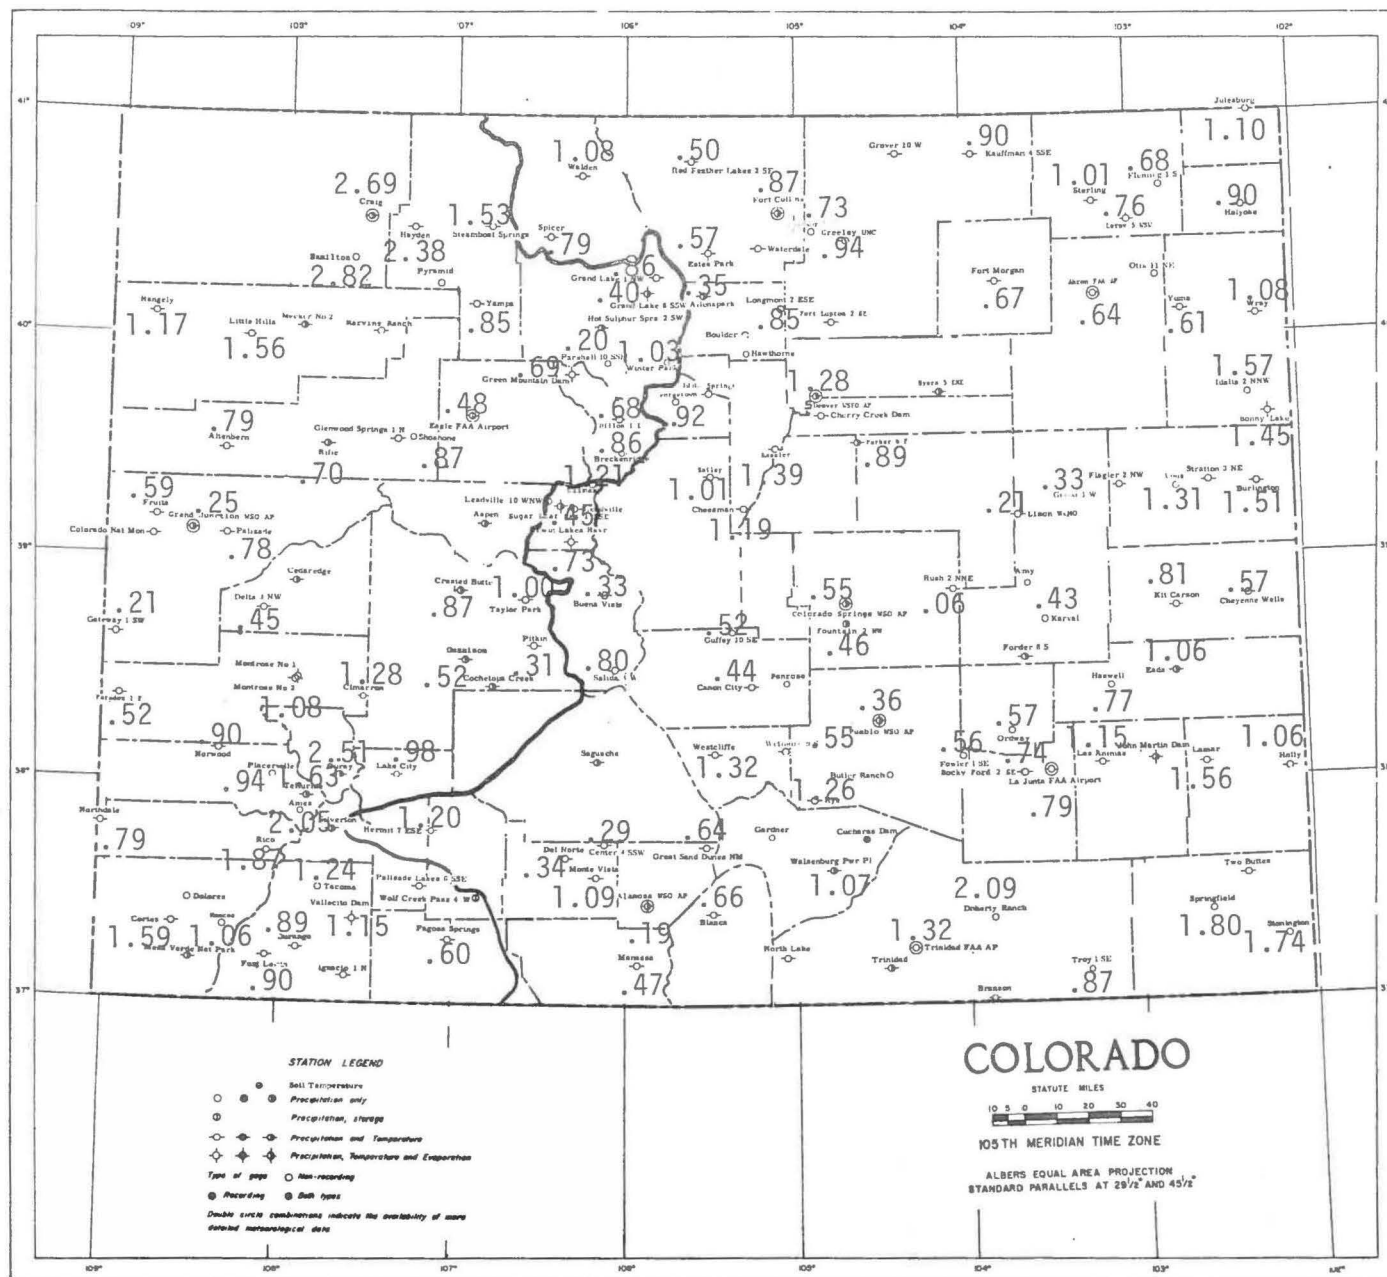 109° 108° 107° 106° 105° 104° 103° 102°
Julesburg
41°
1.10
.90
Grover 10 W
Kauffman 4 SSE
1.08
Walden
.50
Red Feather Lakes 2 SE
1.01
Sterling
.68
Fleming 1 S
2.69
Craig
.87
Fort Collins
.90
Holyoke
1.53
Steamboat Springs
Hayden
.73
Greeley UNC
.76
Leroy 5 WSW
Spicer
.79
.57
Estes Park
Waterdale
.94
Hamilton
2.38
Pyramid
2.82
Grand Lake 1 NW
Fort Morgan
.67
Otis 11 NE
Akron FAA AP
.64
Rangely
1.17
Little Hills
1.56
Meeker No 2
Marvine Ranch
Yampa
.85
.40
Grand Lake 6 SSW
.35
Allenspark
Longmont 2 ESE
.85
Fort Lupton 2 SE
Yuma
.61
1.08
Wray
Hot Sulphur Spgs 2 SW
Boulder
Hawthorne
.20
Parshall 10 SSE
1.03
Winter Park
.69
Green Mountain Dam
1.57
Idalia 2 NNW
1.28
Denver WSFO AP
Cherry Creek Dam
Byers 5 ENE
Bonny Lake
1.45
.79
Altenbern
Glenwood Springs 1 N
Rifle
.70
Shoshone
.48
Eagle FAA Airport
.87
.68
Dillon 1 E
.92
.86
Breckenridge
Kassler
1.39
Parker 6 E
.89
.59
Fruita
.25
Grand Junction WSO AP
Colorado Nat Mon
Palisade
.78
1.21
Climax
Leadville 10 WNW
Aspen
.45
1.01
Cheesman
1.19
.33
Flagler 2 NW
.21
Limon WSMO
1.31
Stratton 3 NE
Burlington
1.51
39°
Cedaredge
.73
Crested Butte
1.00
Taylor Park
.87
.33
Buena Vista
.55
Colorado Springs WSO AP
Fountain 2 NW
.46
Rush 2 NNE
.06
Amy
.43
Karval
.81
Kit Carson
.57
Cheyenne Wells
.21
Gateway 1 SW
Delta 1 NW
.45
.52
Guffey 10 SE
Pitkin
.31
Gunnison
.52
Cochetopa Creek
.80
Salida
.44
Canon City
Penrose
Forder 8 S
1.06
Eads
Montrose No 1
Montrose No 2
1.28
Cimarron
1.08
Haswell
.77
.52
.36
Pueblo WSO AP
.57
Ordway
.90
Norwood
2.51
Ouray
.98
Lake City
Saguache
Westcliffe
1.32
.55
.56
Fowler 1 SE
.74
Rocky Ford 2 SE
La Junta FAA Airport
.79
1.15
Las Animas
John Martin Dam
Lamar
1.56
1.06
Holly
38°
Placerville
.94
1.63
Telluride
Ames
Butler Ranch
1.26
Rye
Northdale
.79
2.05
Silverton
Rico
1.87
Hermit 7 ESE
1.20
.29
Del Norte
Center 4 SSW
.64
Great Sand Dunes NM
Gardner
Cucharas Dam
1.24
Tacoma
Palisade Lakes 6 SSE
.34
Monte Vista
1.09
Walsenburg Pwr Pl
1.07
Two Buttes
Dolores
Vallecito Dam
1.15
Wolf Creek Pass 4 W
Alamosa WSO AP
.66
Blanca
2.09
Doherty Ranch
Springfield
1.80
Cortez
1.59
Mesa Verde Nat Park
Mancos
1.06
.89
Durango
Fort Lewis
.90
Ignacio 1 N
Pagosa Springs
.60
.19
Manassa
.47
North Lake
1.32
Trinidad FAA AP
Trinidad
Stonington
1.74
Troy 1 SE
.87
Branson
37°
STATION LEGEND
Soil Temperature
Precipitation only
Precipitation, storage
Precipitation and Temperature
Precipitation, Temperature and Evaporation
Type of gage Non-recording
Recording Both types
Double circle combinations indicate the availability of more
detailed meteorological data
COLORADO
STATUTE MILES
10 5 0 10 20 30 40
105TH MERIDIAN TIME ZONE
ALBERS EQUAL AREA PROJECTION
STANDARD PARALLELS AT 29½° AND 45½°
109° 108° 107° 106° 105° 104° 103°